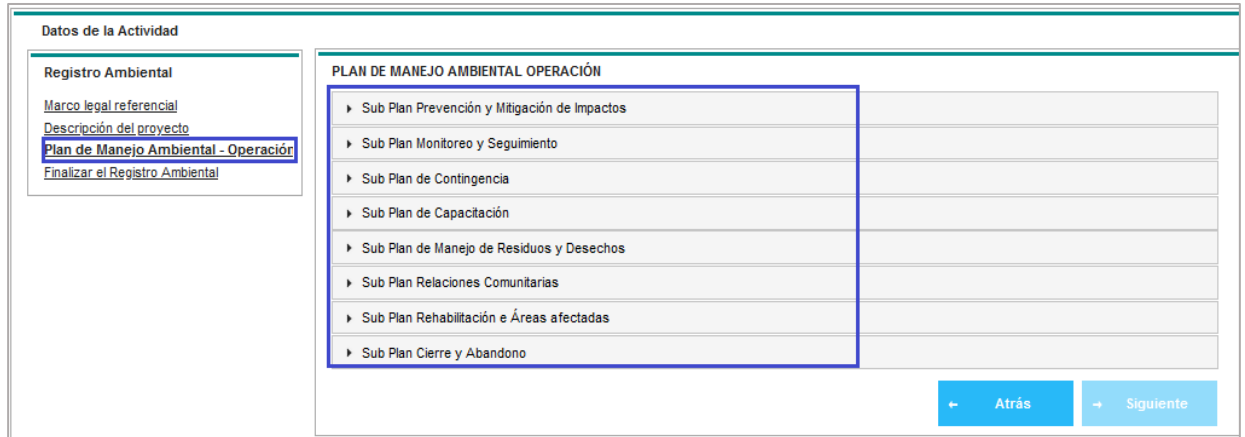 Datos de la Actividad
Registro Ambiental
Marco legal referencial
Descripción del proyecto
Plan de Manejo Ambiental - Operación
Finalizar el Registro Ambiental
PLAN DE MANEJO AMBIENTAL OPERACIÓN
Sub Plan Prevención y Mitigación de Impactos
Sub Plan Monitoreo y Seguimiento
Sub Plan de Contingencia
Sub Plan de Capacitación
Sub Plan de Manejo de Residuos y Desechos
Sub Plan Relaciones Comunitarias
Sub Plan Rehabilitación e Áreas afectadas
Sub Plan Cierre y Abandono
← Atrás
→ Siguiente